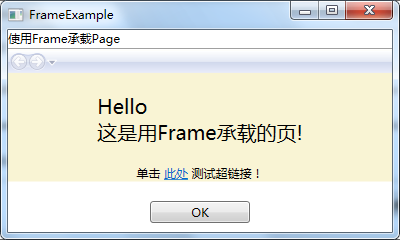 FrameExample
使用Frame承载Page
Hello
这是用Frame承载的页!
单击 此处 测试超链接！
OK